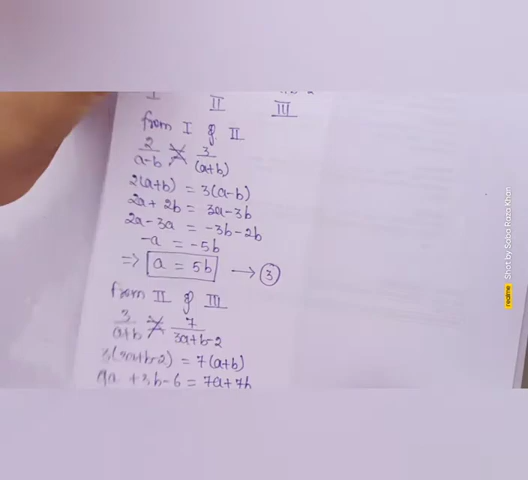 I II III
from I & II
2/(a-b) = 3/(a+b)
2(a+b) = 3(a-b)
2a + 2b = 3a-3b
2a-3a = -3b-2b
-a = -5b
=> a = 5b → 3
from II & III
3/(a+b) = 7/(3a+b-2)
3(3a+b-2) = 7(a+b)
9a + 3b-6 = 7a+7b
realme Shot by Saba Raza Khan